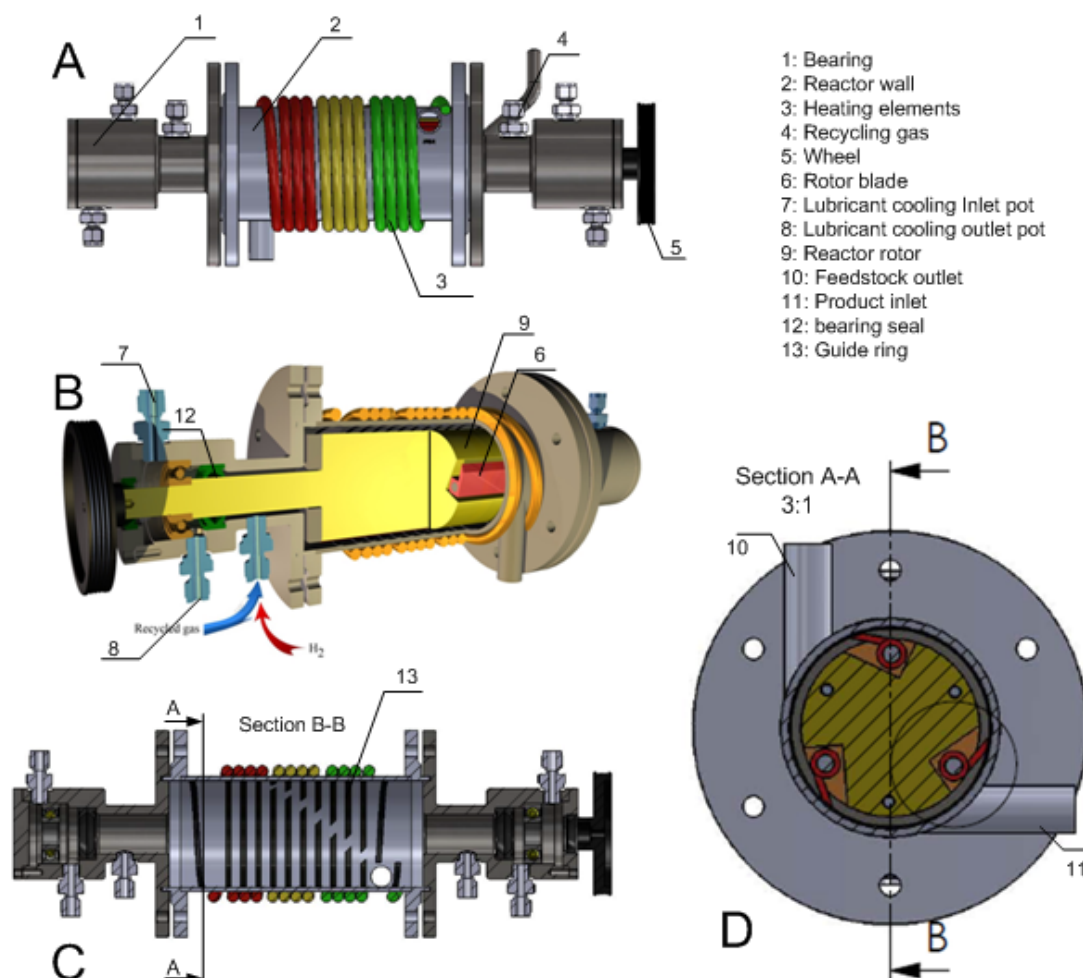 A
1
2
4
3
5
1: Bearing
2: Reactor wall
3: Heating elements
4: Recycling gas
5: Wheel
6: Rotor blade
7: Lubricant cooling Inlet pot
8: Lubricant cooling outlet pot
9: Reactor rotor
10: Feedstock outlet
11: Product inlet
12: bearing seal
13: Guide ring
B
7
12
9
6
Recycled gas
8
H2
Section A-A
3:1
B
10
11
B
D
A
Section B-B
13
A
C